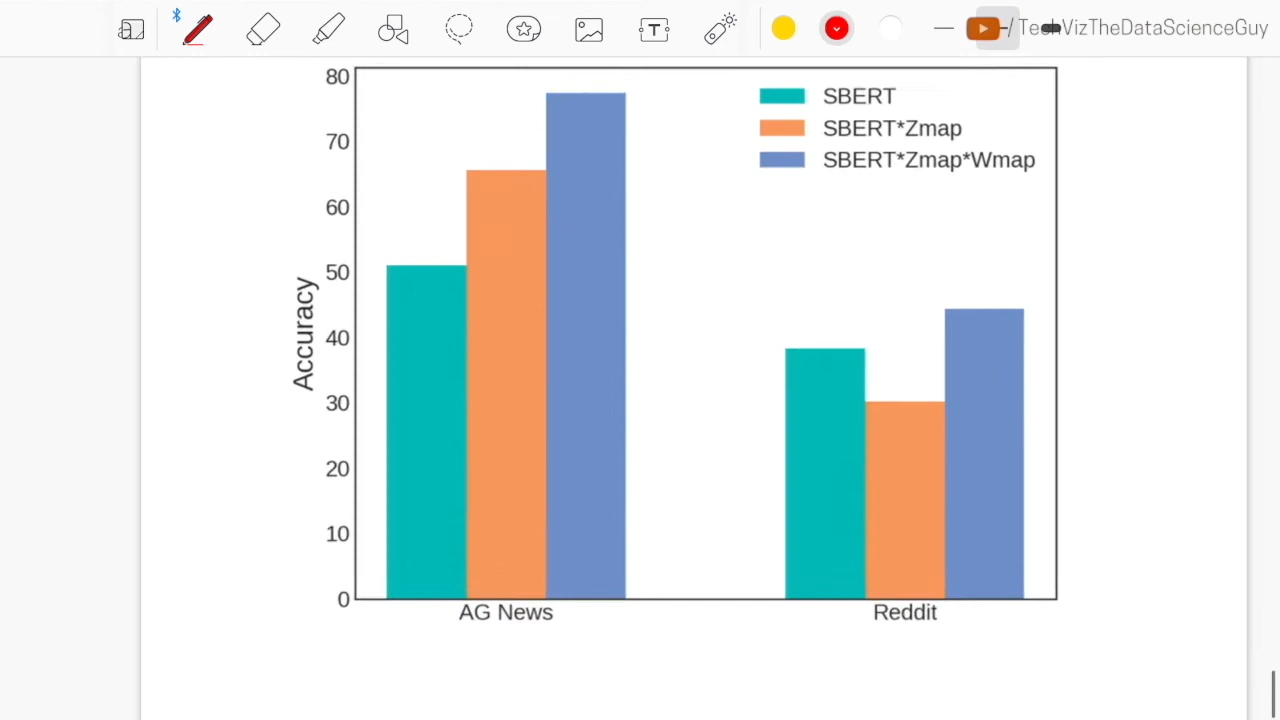 / TechVizTheDataScienceGuy
T
80
70
60
50
40
30
20
10
0
Accuracy
SBERT
SBERT*Zmap
SBERT*Zmap*Wmap
AG News
Reddit